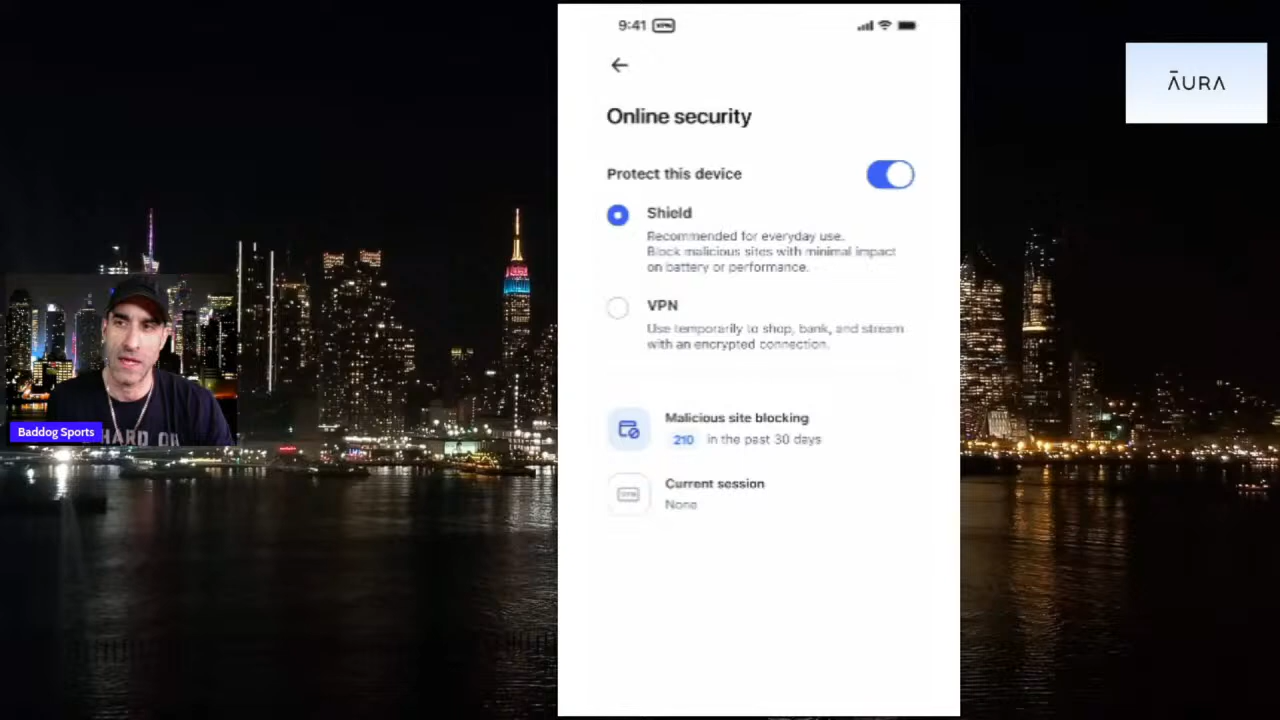 9:41 VPN
ĀURA
Online security
Protect this device
Shield
Recommended for everyday use.
Block malicious sites with minimal impact
on battery or performance.
VPN
Use temporarily to shop, bank, and stream
with an encrypted connection.
Malicious site blocking
210 in the past 30 days
Baddog Sports
Current session
None